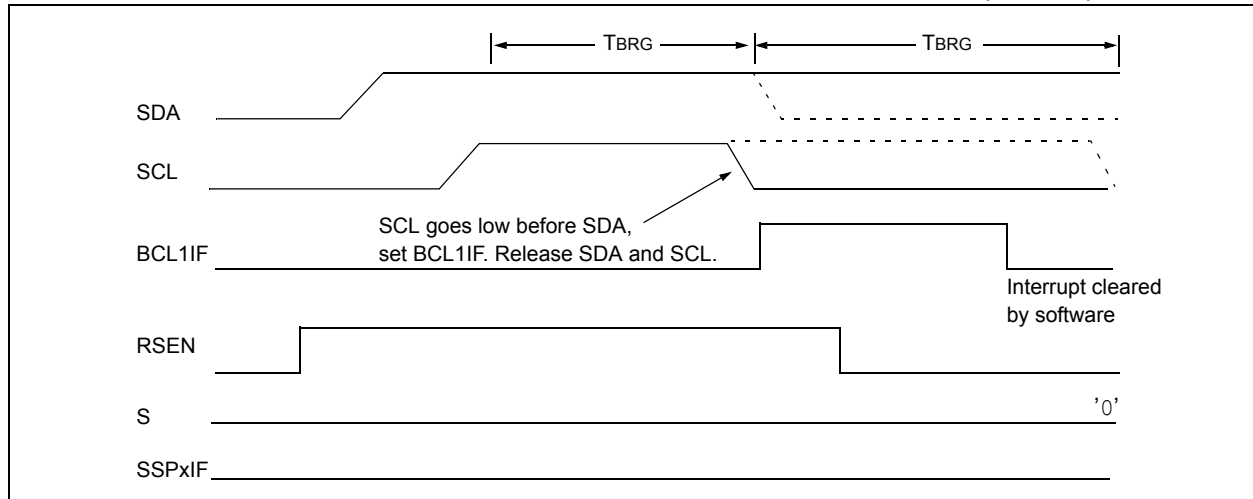 TBRG
TBRG
SDA
SCL
SCL goes low before SDA,
set BCL1IF. Release SDA and SCL.
BCL1IF
Interrupt cleared
by software
RSEN
S
'0'
SSPxIF